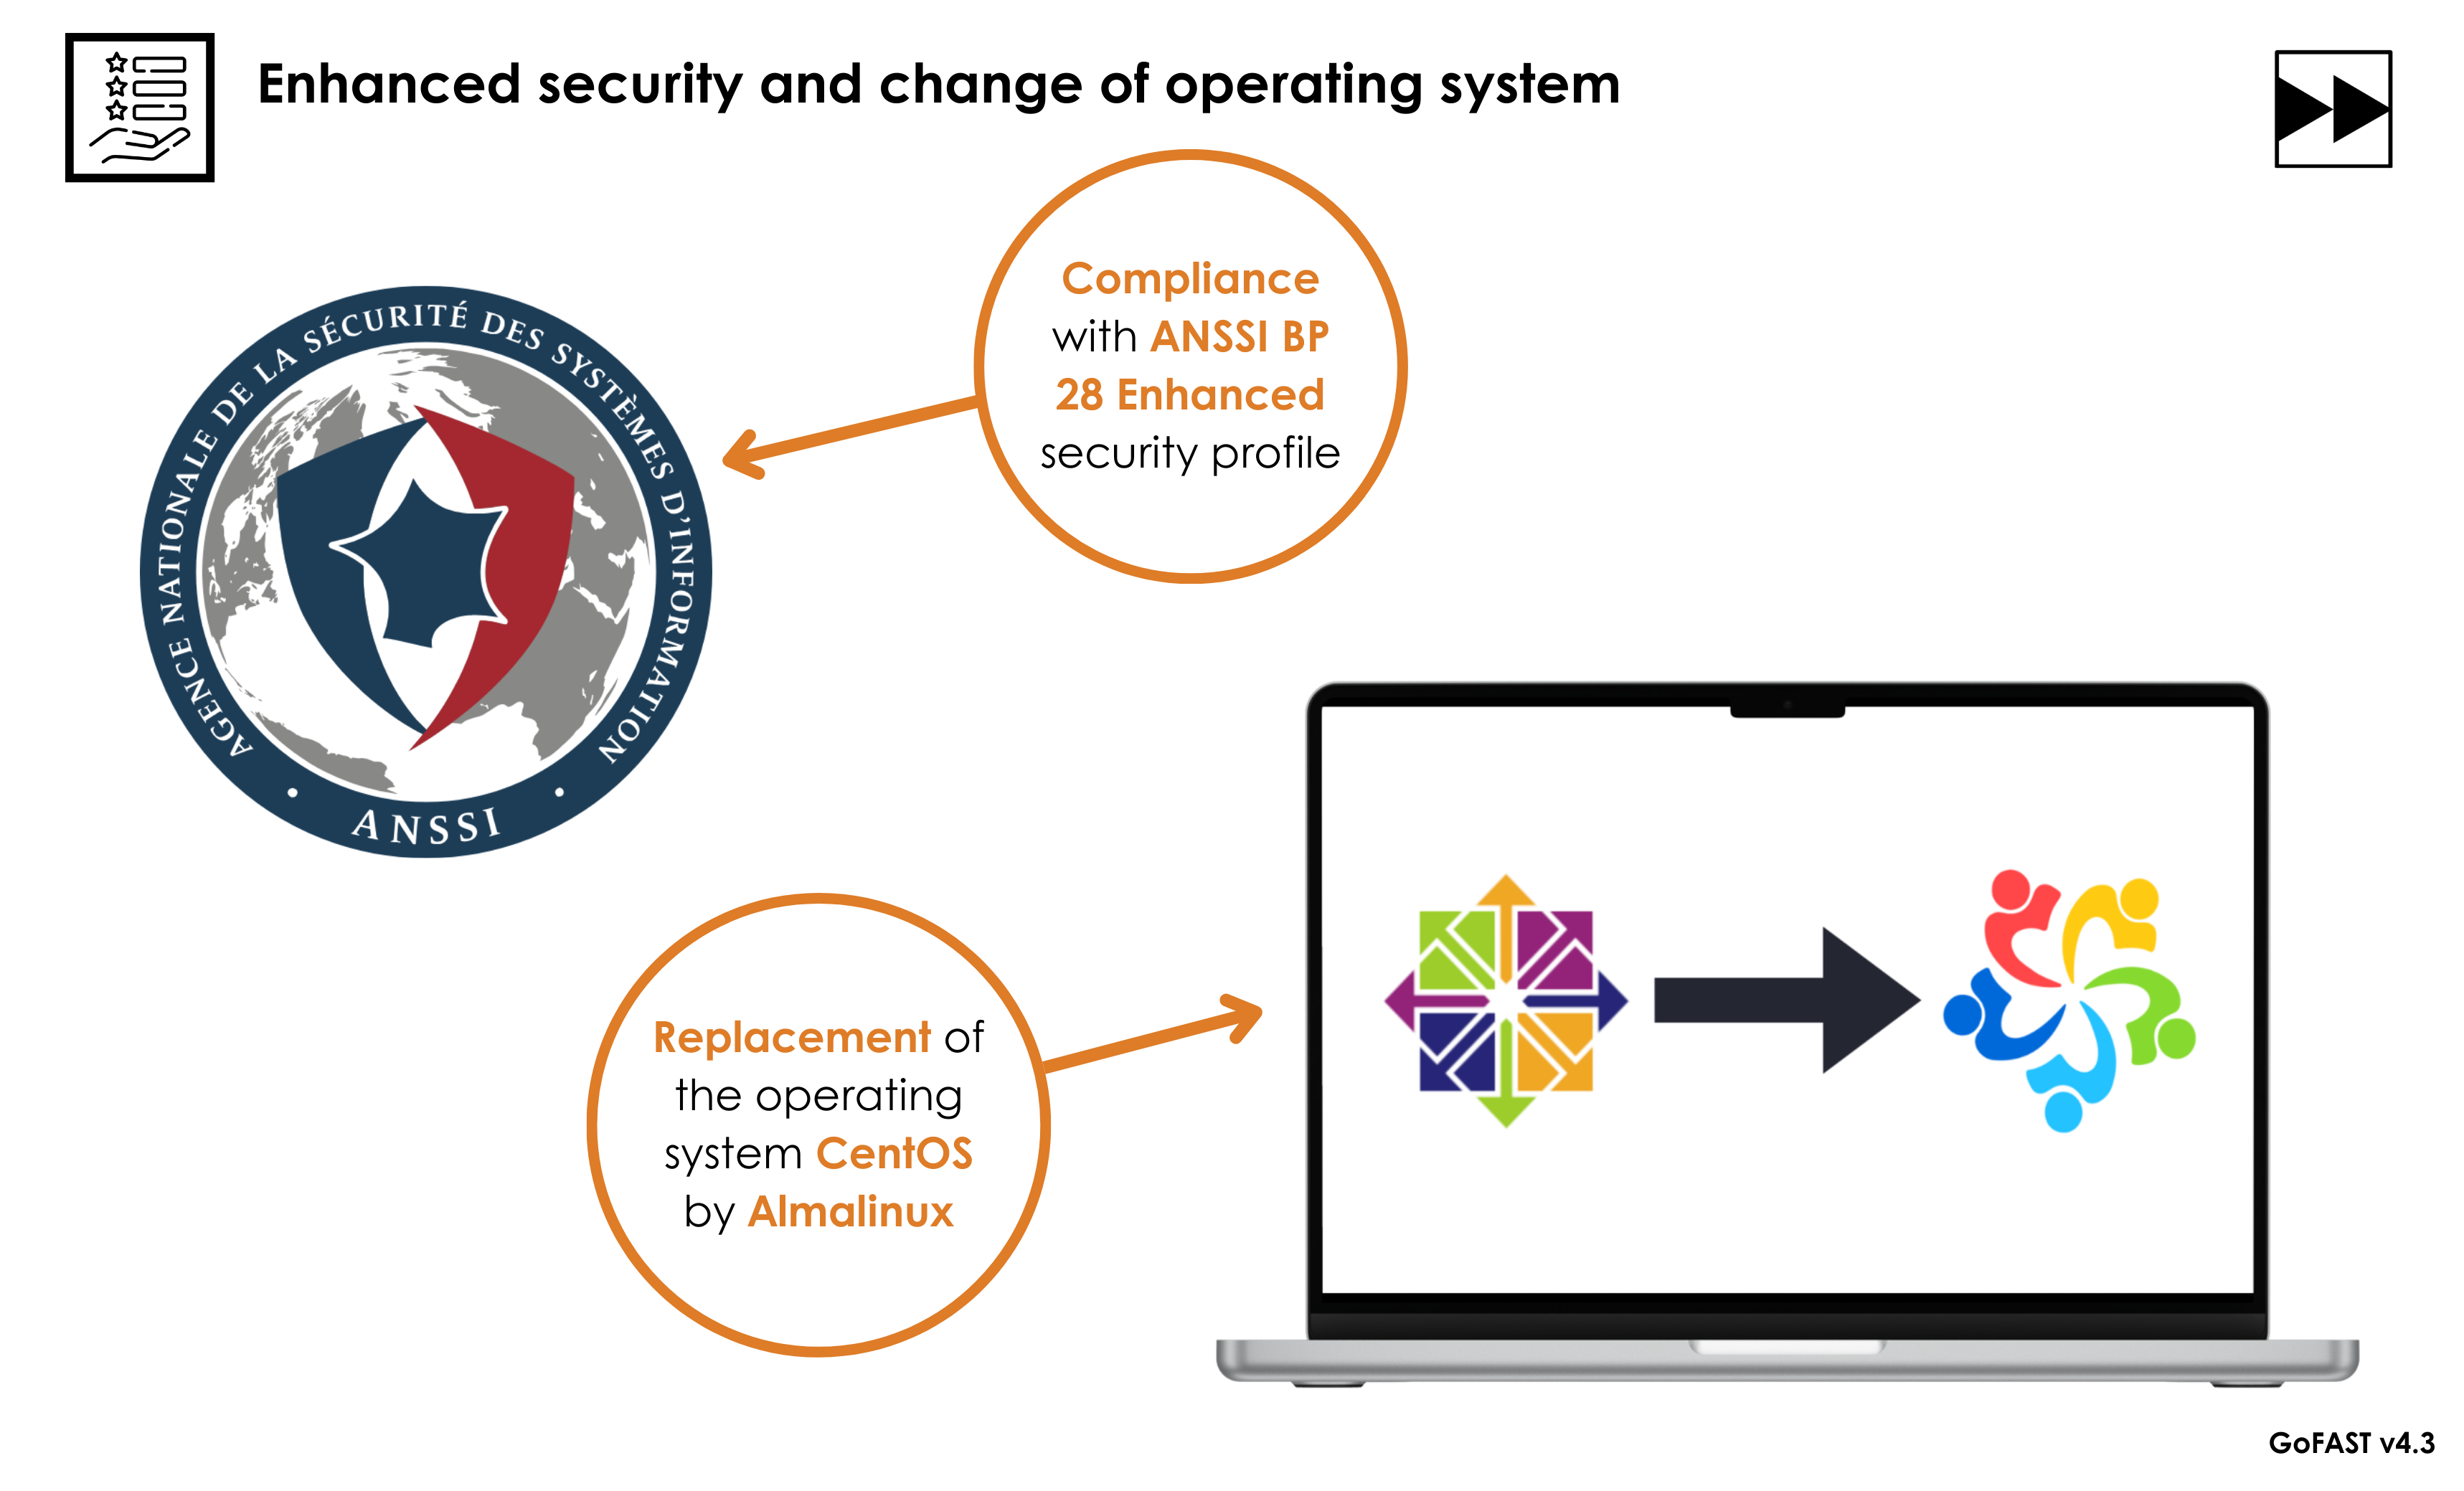 Enhanced security and change of operating system
Compliance
with ANSSI BP
28 Enhanced
security profile
AGENCE NATIONALE DE LA SÉCURITÉ DES SYSTÈMES D'INFORMATION
• ANSSI •
Replacement of
the operating
system CentOS
by Almalinux
GoFAST v4.3